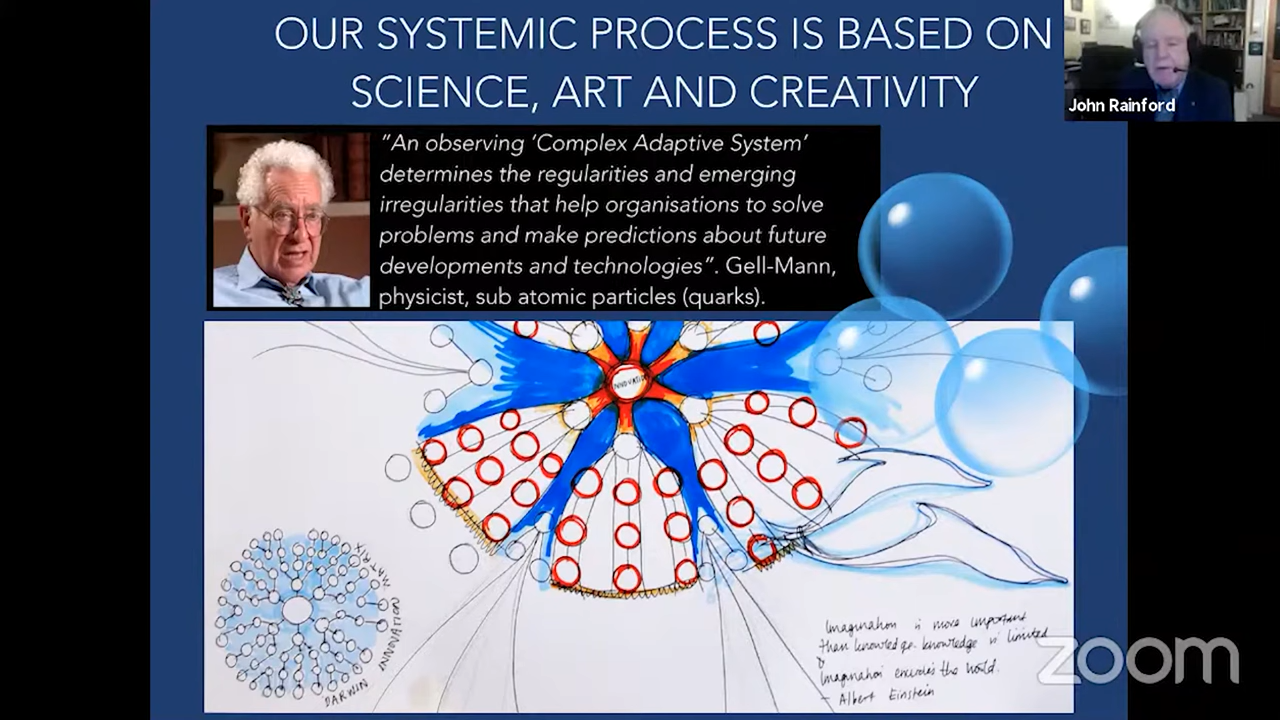 OUR SYSTEMIC PROCESS IS BASED ON
SCIENCE, ART AND CREATIVITY
John Rainford
"An observing 'Complex Adaptive System'
determines the regularities and emerging
irregularities that help organisations to solve
problems and make predictions about future
developments and technologies". Gell-Mann,
physicist, sub atomic particles (quarks).
INNOVATION
MATRIX
INNOVATION
DARWIN
Imagination is more important
than knowledge. knowledge is limited
Imagination encircles the world.
- Albert Einstein
zoom